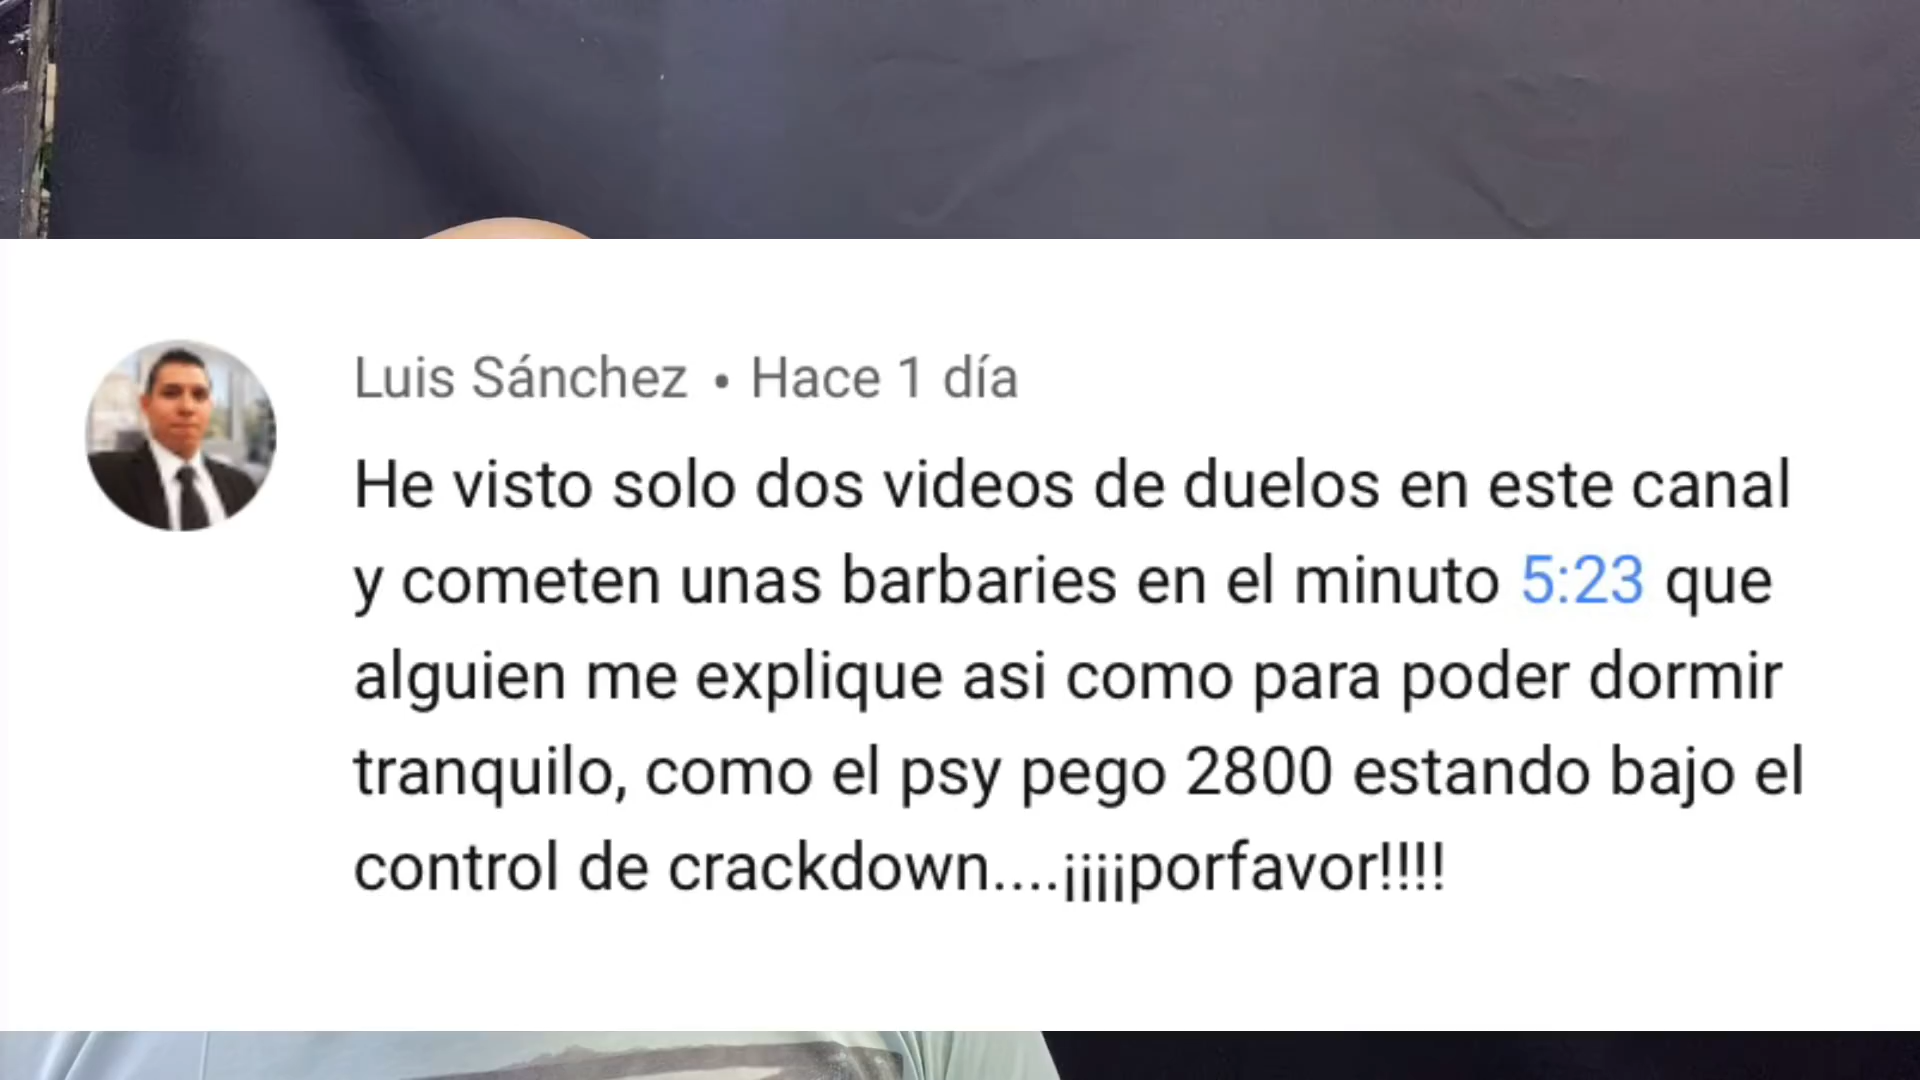 Luis Sánchez • Hace 1 día
He visto solo dos videos de duelos en este canal
y cometen unas barbaries en el minuto 5:23 que
alguien me explique asi como para poder dormir
tranquilo, como el psy pego 2800 estando bajo el
control de crackdown....¡¡¡¡porfavor!!!!